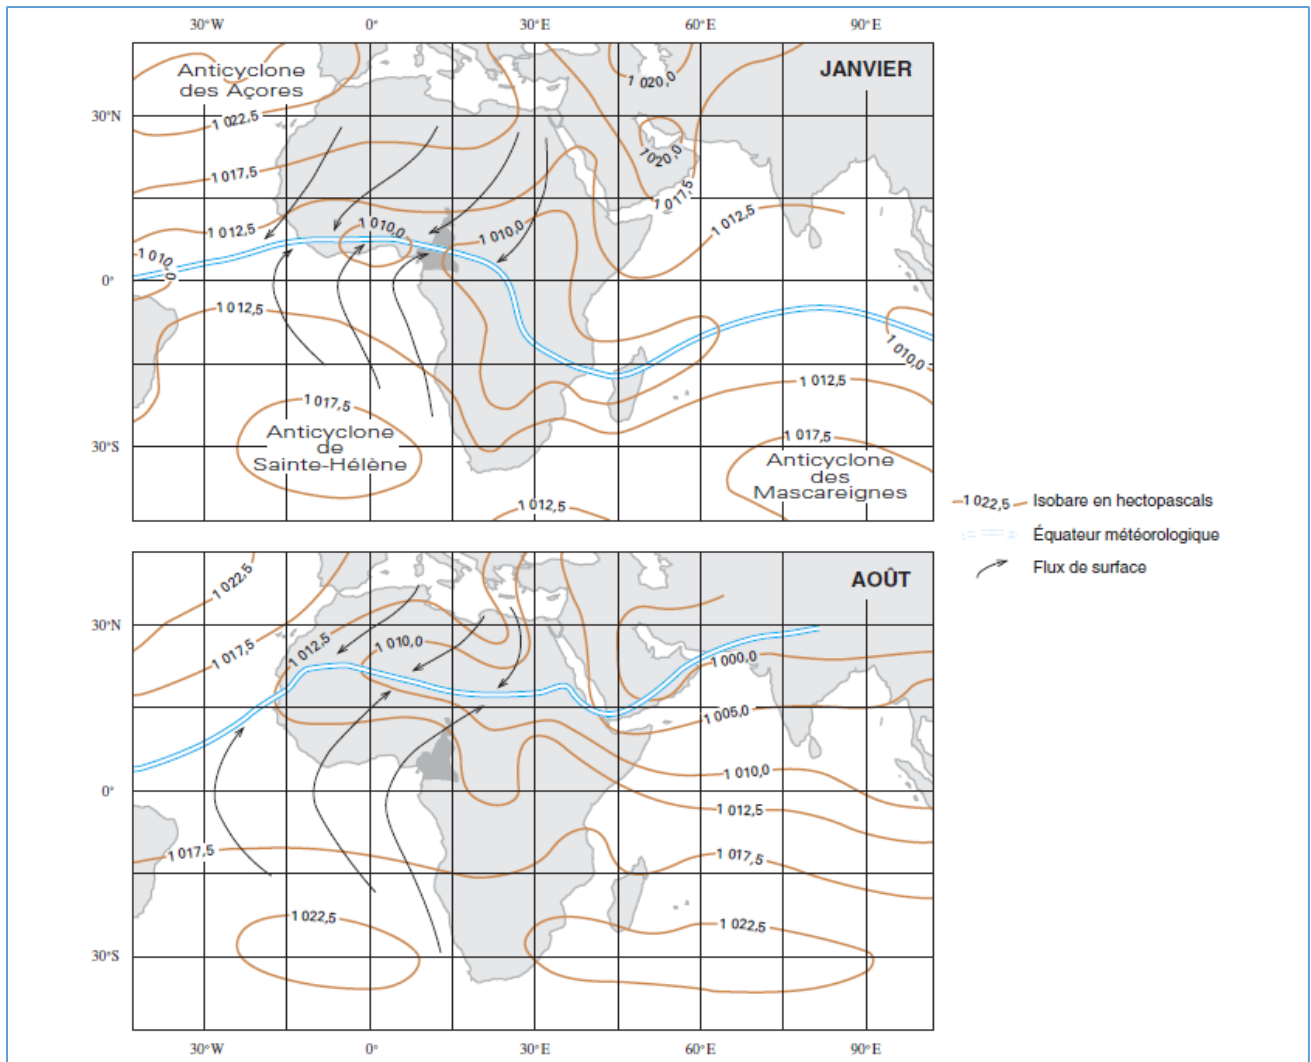 30°W 0° 30°E 60°E 90°E
JANVIER
Anticyclone
des Açores
1 020,0
1 022,5
30°N
1 020,0
1 017,5
1 017,5
1 012,5
1 012,5
1 010,0
1 010,0
1 010,0
0°
1 012,5
1 010,0
1 012,5
1 017,5
Anticyclone
de
Sainte-Hélène
30°S
1 017,5
Anticyclone
des
Mascareignes
1 012,5
1 022,5 Isobare en hectopascals
Équateur météorologique
Flux de surface
AOÛT
1 022,5
30°N
1 017,5
1 012,5
1 010,0
1 000,0
1 005,0
1 010,0
0°
1 012,5
1 017,5
1 017,5
1 022,5
1 022,5
30°S
30°W 0° 30°E 60°E 90°E